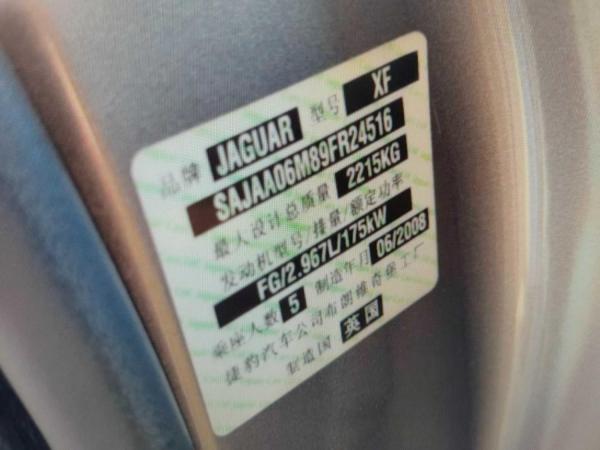 品牌 JAGUAR 型号 XF
SAJAA06M89FR24516
最大设计总质量 2215KG
发动机型号/排量/额定功率
FG/2.967L/175kW
乘座人数 5 制造年月 06/2008
捷豹汽车公司布朗维奇堡工厂
制造国 英国